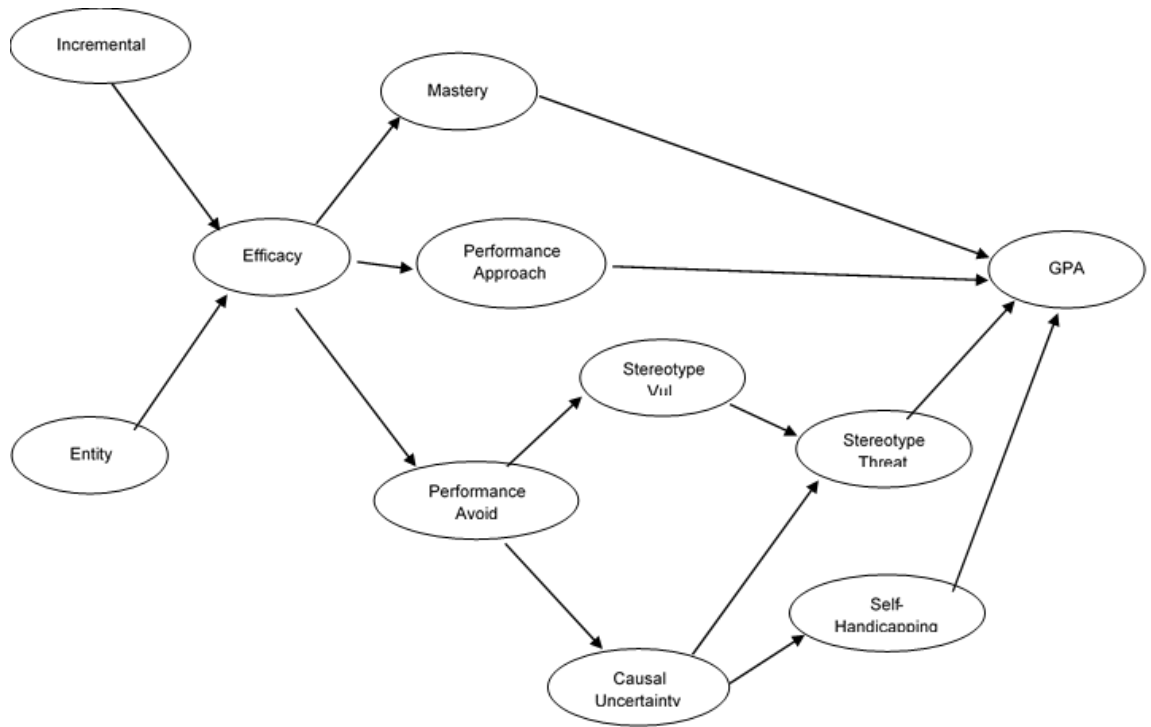 Incremental
Mastery
Efficacy
Performance
Approach
GPA
Stereotype
Vul
Entity
Stereotype
Threat
Performance
Avoid
Self-
Handicapping
Causal
Uncertainty